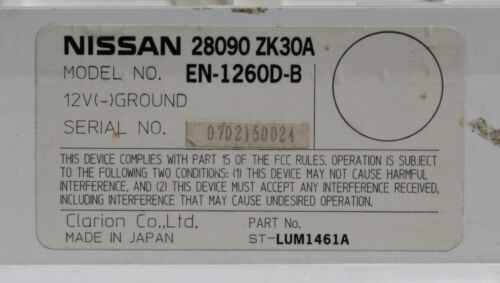 NISSAN 28090 ZK30A
MODEL NO. EN-1260D-B
12V(-)GROUND
SERIAL NO. 0702150024
THIS DEVICE COMPLIES WITH PART 15 OF THE FCC RULES. OPERATION IS SUBJECT
TO THE FOLLOWING TWO CONDITIONS: (1) THIS DEVICE MAY NOT CAUSE HARMFUL
INTERFERENCE, AND (2) THIS DEVICE MUST ACCEPT ANY INTERFERENCE RECEIVED,
INCLUDING INTERFERENCE THAT MAY CAUSE UNDESIRED OPERATION.
Clarion Co.,Ltd. PART No.
MADE IN JAPAN ST-LUM1461A